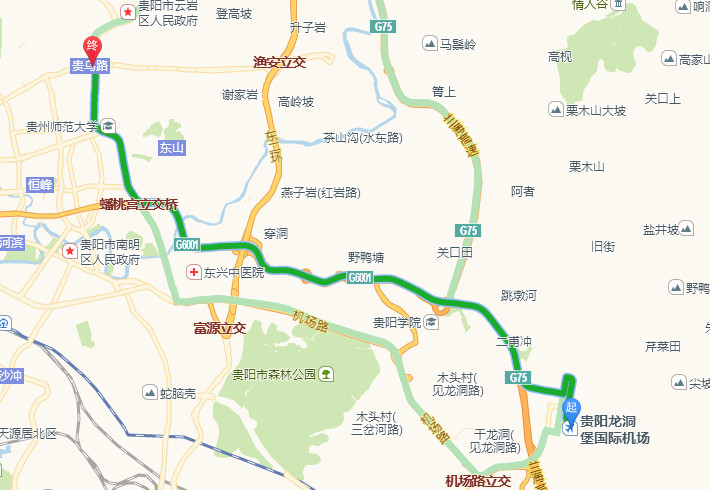 贵阳市云岩
区人民政府
登高坡
升子岩
情人谷
G75
马鬃岭
终
贵乌路
渔安立交
高枧
高家山
谢家岩
高岭坡
箐上
关口上
栗木山大坡
贵州师范大学
东山
东二环
茶山沟(水东路)
栗木山
恒峰
燕子岩(红岩路)
阿者
蟠桃宫立交桥
穿洞
G75
盐井坡
河滨
贵阳市南明
区人民政府
G6001
野鸭塘
关口田
旧街
东兴中医院
G6001
野鸭
跳墩河
机场路
贵阳学院
富源立交
二甫冲
芹菜田
沙冲
贵阳市森林公园
木头村(
见龙洞路)
G75
尖坡
蛇脑壳
起
木头村(
三岔河路)
机场路
贵阳龙洞
堡国际机场
天源居北区
干龙洞(
见龙洞路)
机场路立交